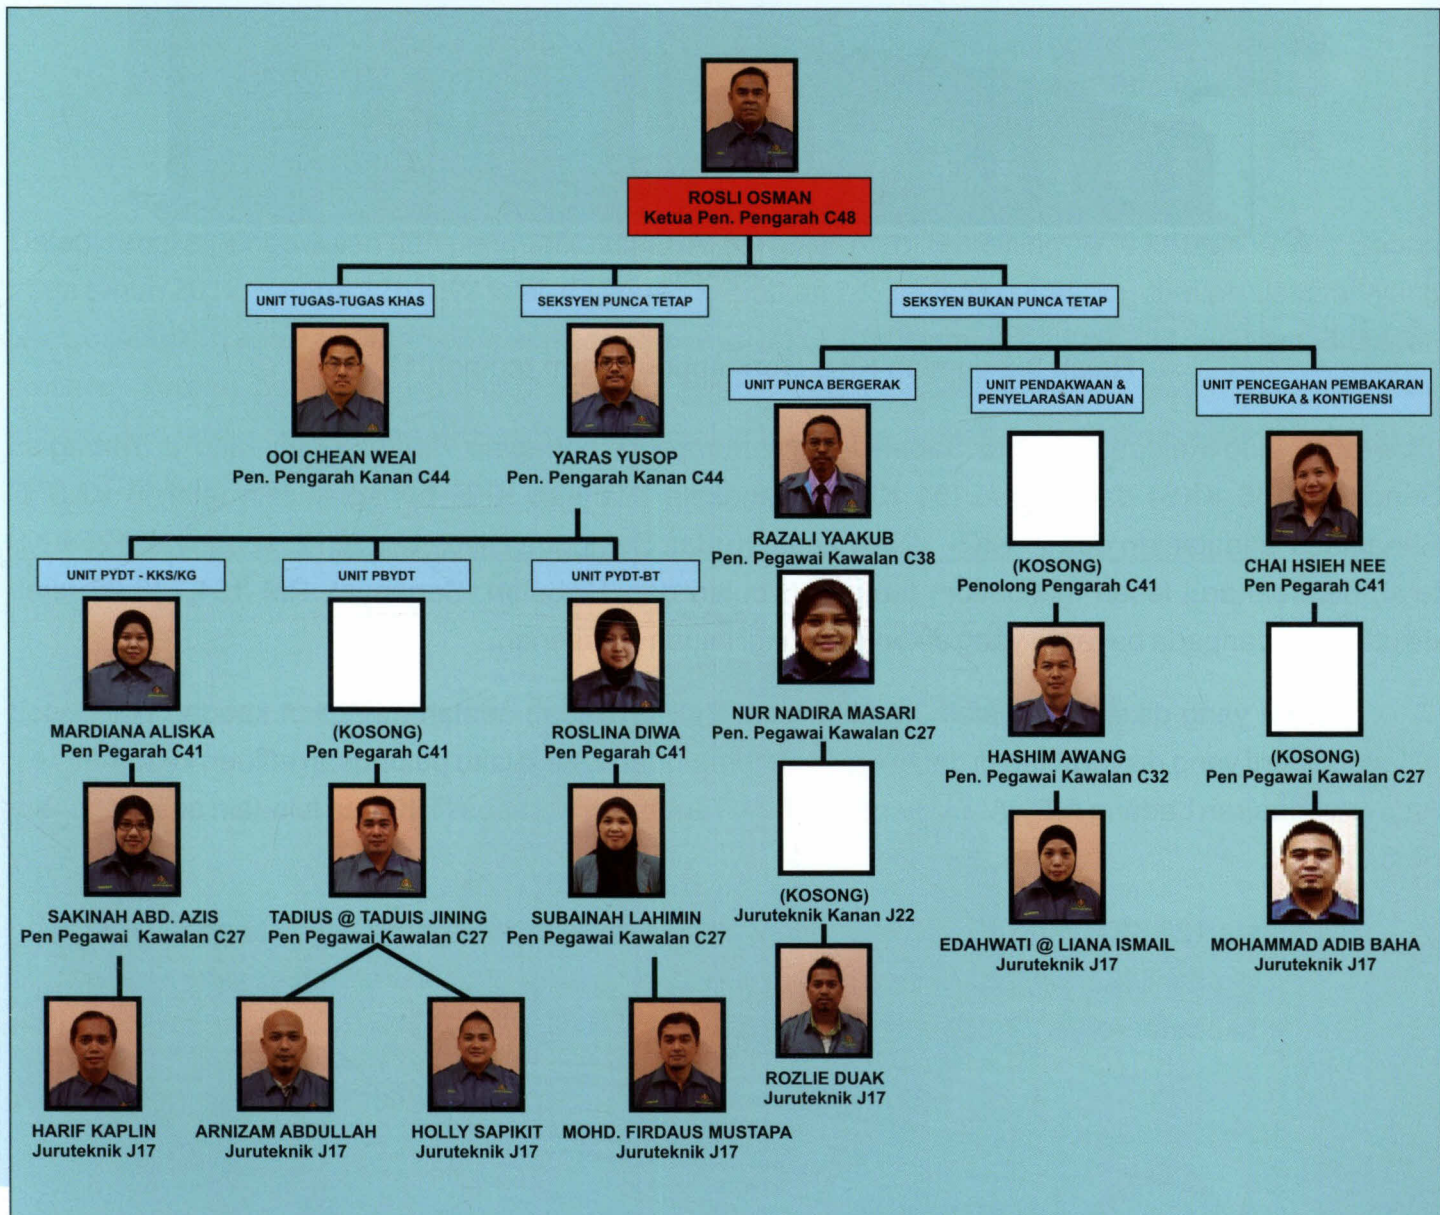 ROSLI OSMAN
Ketua Pen. Pengarah C48
UNIT TUGAS-TUGAS KHAS
OOI CHEAN WEAI
Pen. Pengarah Kanan C44
SEKSYEN PUNCA TETAP
YARAS YUSOP
Pen. Pengarah Kanan C44
SEKSYEN BUKAN PUNCA TETAP
UNIT PYDT - KKS/KG
MARDIANA ALISKA
Pen Pegarah C41
SAKINAH ABD. AZIS
Pen Pegawai Kawalan C27
HARIF KAPLIN
Juruteknik J17
UNIT PBYDT
(KOSONG)
Pen Pegarah C41
TADIUS @ TADUIS JINING
Pen Pegawai Kawalan C27
ARNIZAM ABDULLAH
Juruteknik J17
HOLLY SAPIKIT
Juruteknik J17
UNIT PYDT-BT
ROSLINA DIWA
Pen Pegarah C41
SUBAINAH LAHIMIN
Pen Pegawai Kawalan C27
MOHD. FIRDAUS MUSTAPA
Juruteknik J17
UNIT PUNCA BERGERAK
RAZALI YAAKUB
Pen. Pegawai Kawalan C38
NUR NADIRA MASARI
Pen. Pegawai Kawalan C27
(KOSONG)
Juruteknik Kanan J22
ROZLIE DUAK
Juruteknik J17
UNIT PENDAKWAAN &
PENYELARASAN ADUAN
(KOSONG)
Penolong Pengarah C41
HASHIM AWANG
Pen. Pegawai Kawalan C32
EDAHWATI @ LIANA ISMAIL
Juruteknik J17
UNIT PENCEGAHAN PEMBAKARAN
TERBUKA & KONTIGENSI
CHAI HSIEH NEE
Pen Pegarah C41
(KOSONG)
Pen Pegawai Kawalan C27
MOHAMMAD ADIB BAHA
Juruteknik J17